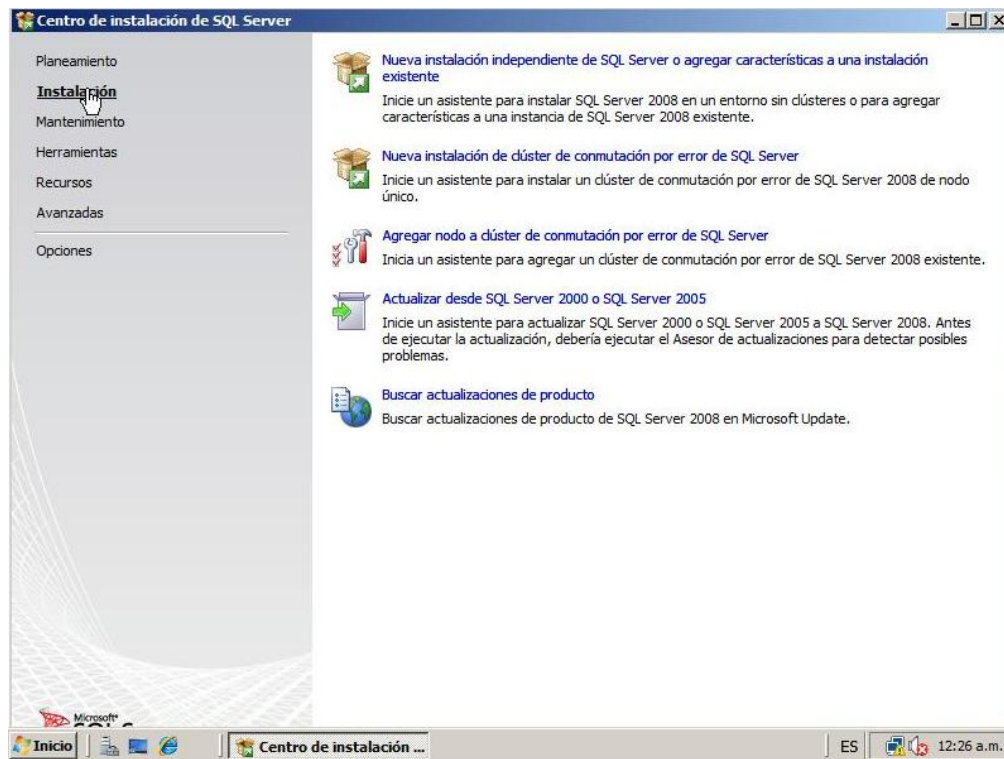 Centro de instalación de SQL Server
Planeamiento
Instalación
Mantenimiento
Herramientas
Recursos
Avanzadas
Opciones
Nueva instalación independiente de SQL Server o agregar características a una instalación
existente
Inicie un asistente para instalar SQL Server 2008 en un entorno sin clústeres o para agregar
características a una instancia de SQL Server 2008 existente.
Nueva instalación de clúster de conmutación por error de SQL Server
Inicie un asistente para instalar un clúster de conmutación por error de SQL Server 2008 de nodo
único.
Agregar nodo a clúster de conmutación por error de SQL Server
Inicia un asistente para agregar un clúster de conmutación por error de SQL Server 2008 existente.
Actualizar desde SQL Server 2000 o SQL Server 2005
Inicie un asistente para actualizar SQL Server 2000 o SQL Server 2005 a SQL Server 2008. Antes
de ejecutar la actualización, debería ejecutar el Asesor de actualizaciones para detectar posibles
problemas.
Buscar actualizaciones de producto
Buscar actualizaciones de producto de SQL Server 2008 en Microsoft Update.
Microsoft
Inicio
Centro de instalación ...
ES
12:26 a.m.